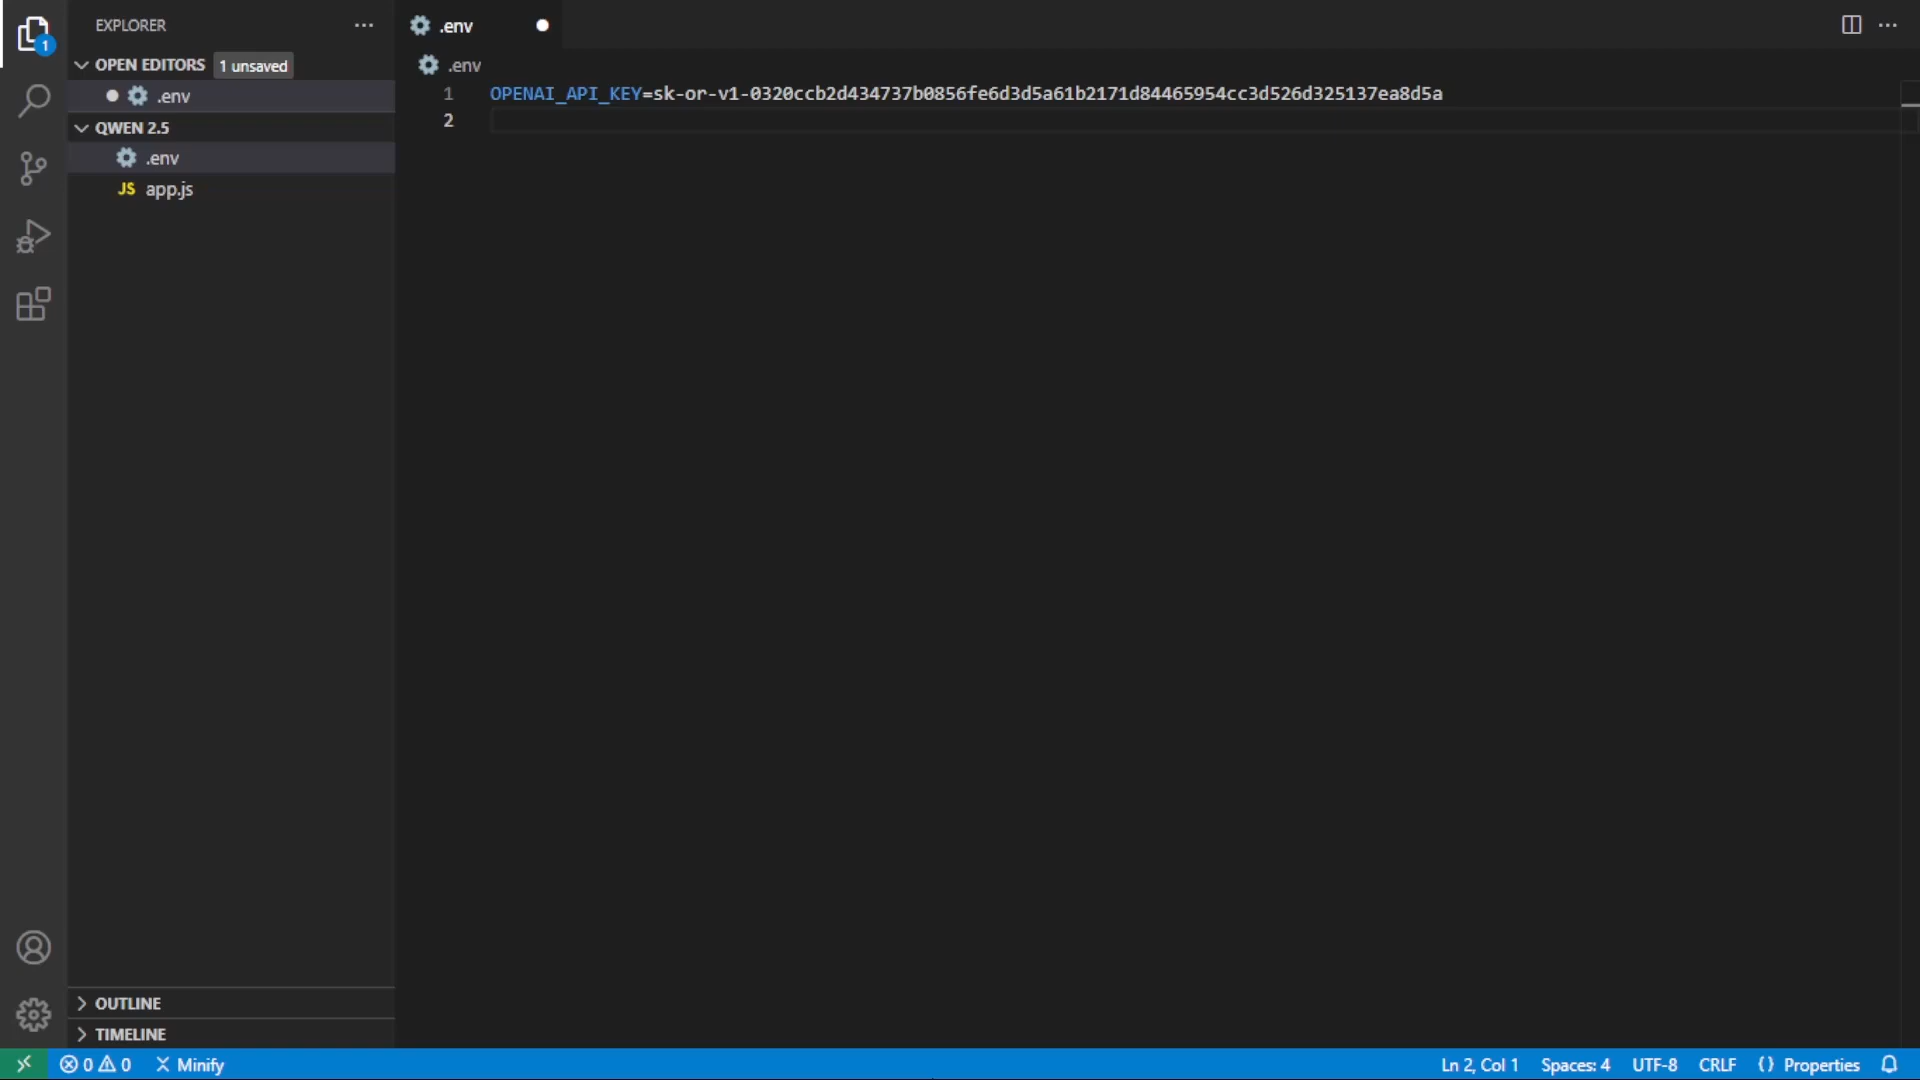 EXPLORER
.env
1
OPEN EDITORS
1 unsaved
.env
.env
QWEN 2.5
.env
JS app.js
1 OPENAI_API_KEY=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
2
OUTLINE
TIMELINE
0 0 Minify
Ln 2, Col 1 Spaces: 4 UTF-8 CRLF {} Properties